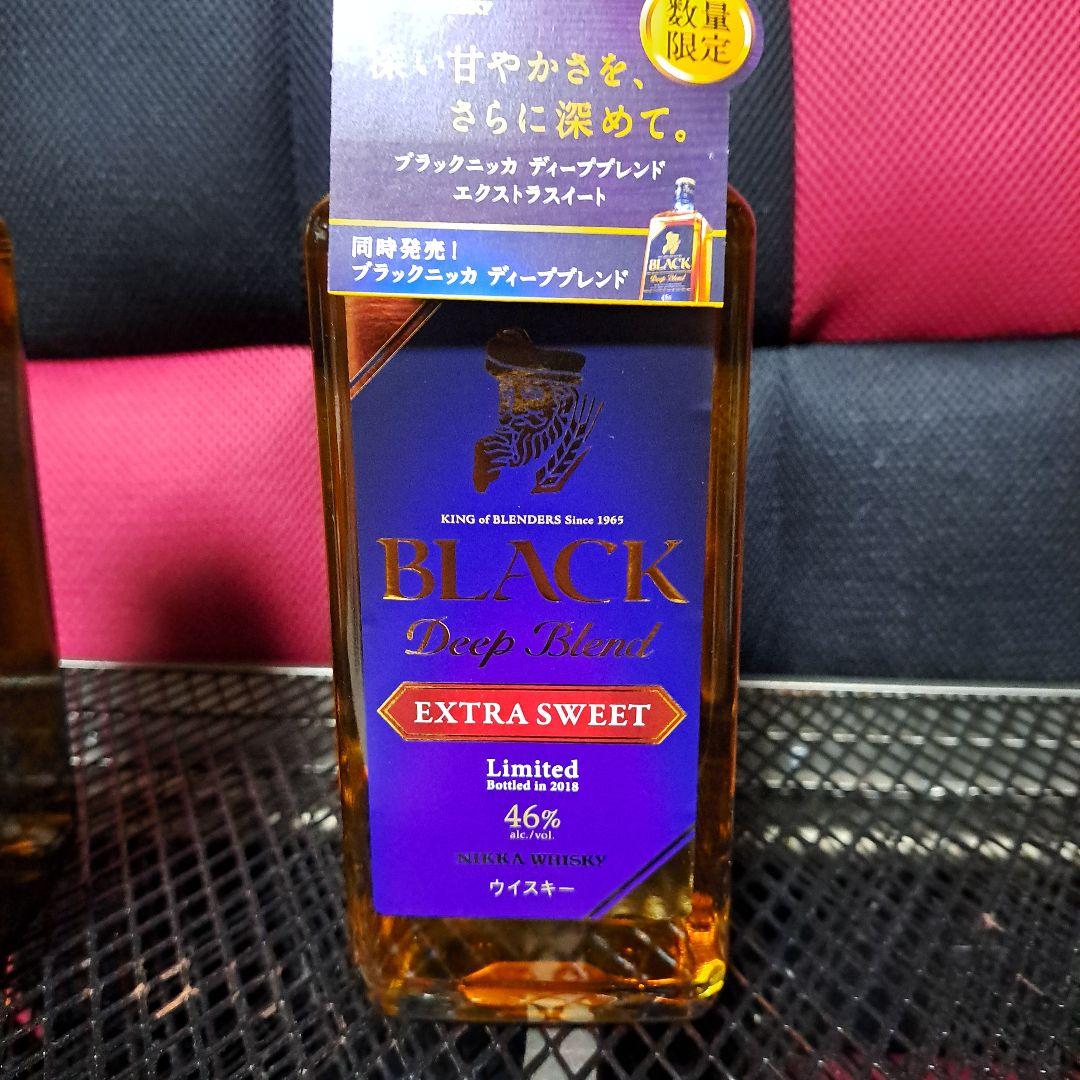 数量
限定
深い甘やかさを、
さらに深めて。
ブラックニッカ ディープブレンド
エクストラスイート
同時発売!
ブラックニッカ ディープブレンド
BLACK
Deep Blend
KING of BLENDERS Since 1965
BLACK
Deep Blend
EXTRA SWEET
Limited
Bottled in 2018
46%
alc./vol.
NIKKA WHISKY
ウイスキー